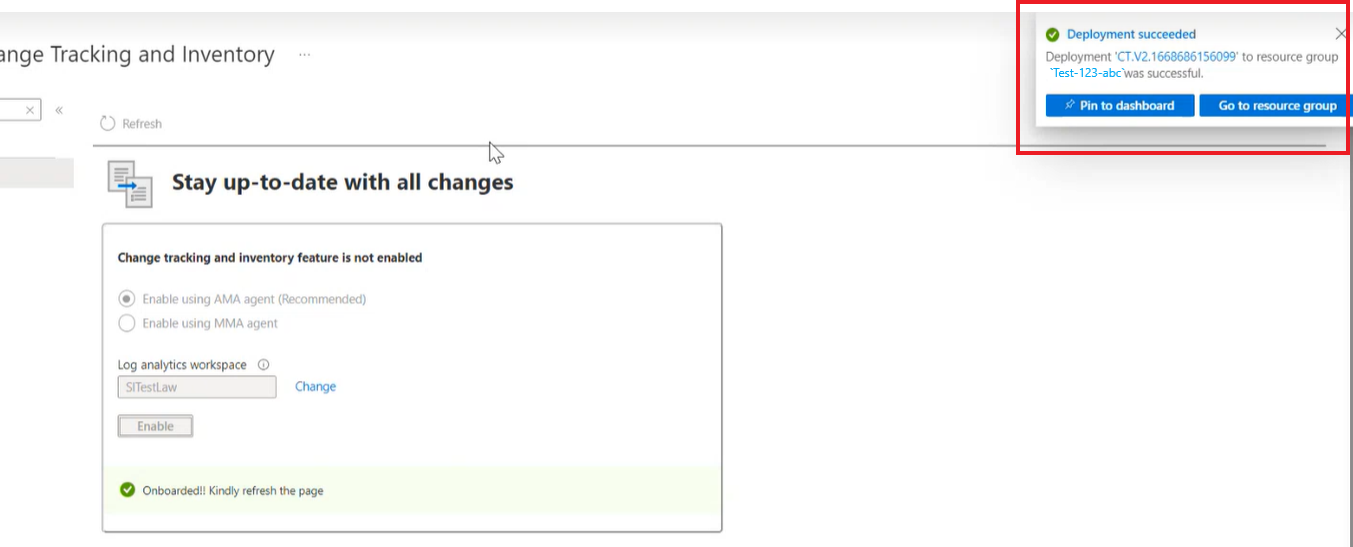 ange Tracking and Inventory ...
Deployment succeeded
Deployment 'CT.V2.1668686156099' to resource group
`Test-123-abc`was successful.
Pin to dashboard
Go to resource group
Refresh
Stay up-to-date with all changes
Change tracking and inventory feature is not enabled
Enable using AMA agent (Recommended)
Enable using MMA agent
Log analytics workspace
SITestLaw
Change
Enable
Onboarded!! Kindly refresh the page